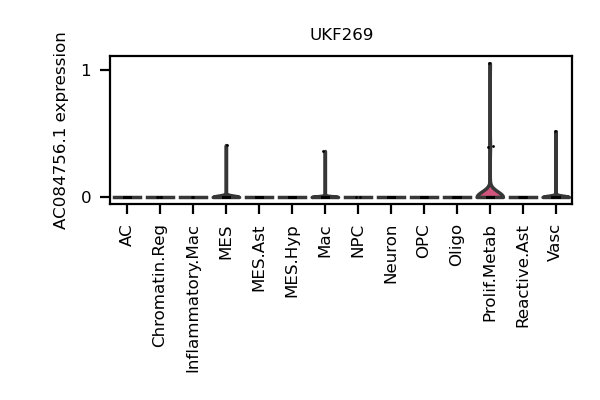 UKF269
AC084756.1 expression
1
0
AC
Chromatin.Reg
Inflammatory.Mac
MES
MES.Ast
MES.Hyp
Mac
NPC
Neuron
OPC
Oligo
Prolif.Metab
Reactive.Ast
Vasc